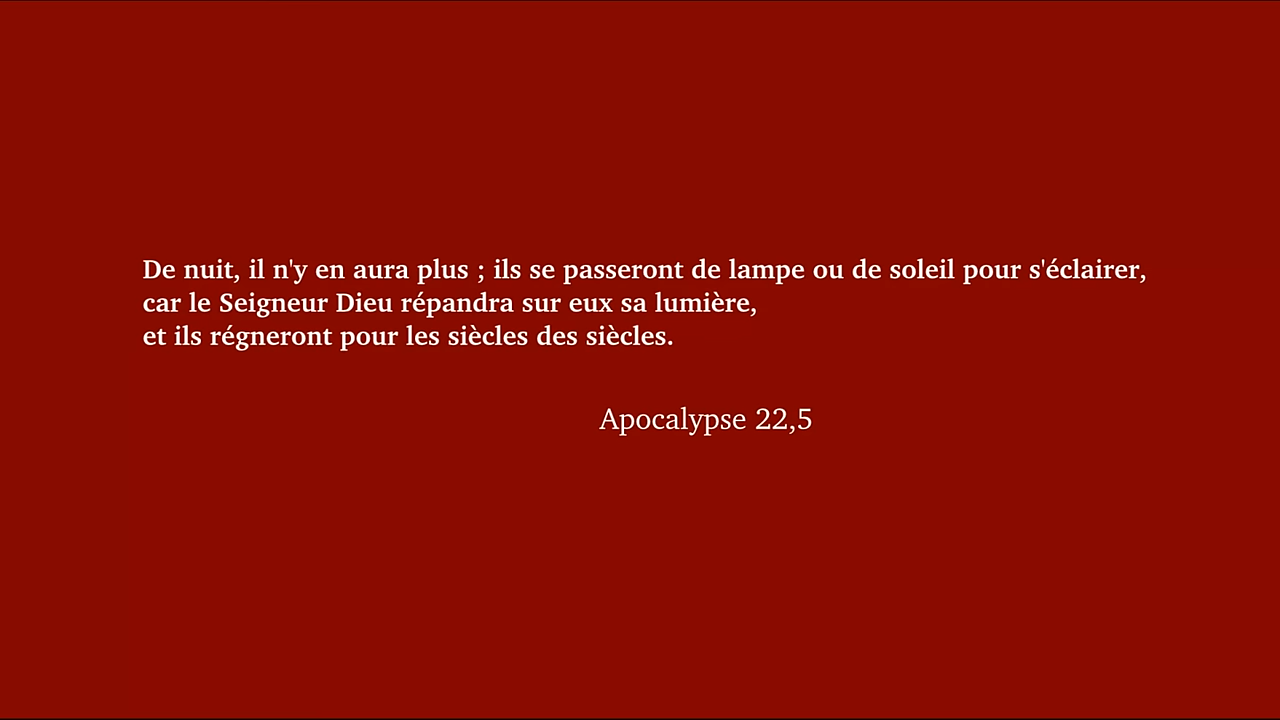 De nuit, il n'y en aura plus ; ils se passeront de lampe ou de soleil pour s'éclairer,
car le Seigneur Dieu répandra sur eux sa lumière,
et ils régneront pour les siècles des siècles.
Apocalypse 22,5